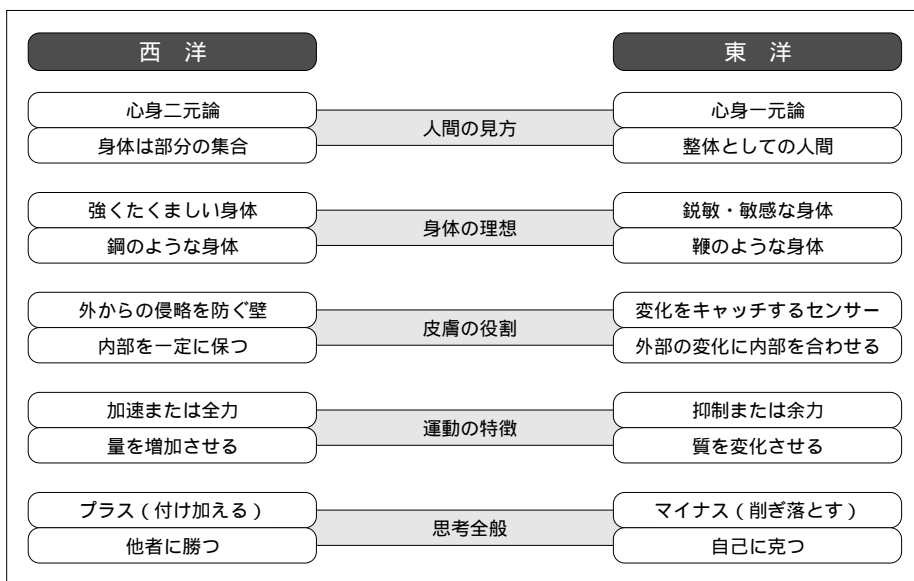 西 洋
東 洋
心身二元論
身体は部分の集合
人間の見方
心身一元論
整体としての人間
強くたくましい身体
鋼のような身体
身体の理想
鋭敏・敏感な身体
鞭のような身体
外からの侵略を防ぐ壁
内部を一定に保つ
皮膚の役割
変化をキャッチするセンサー
外部の変化に内部を合わせる
加速または全力
量を増加させる
運動の特徴
抑制または余力
質を変化させる
プラス(付け加える)
他者に勝つ
思考全般
マイナス(削ぎ落とす)
自己に克つ